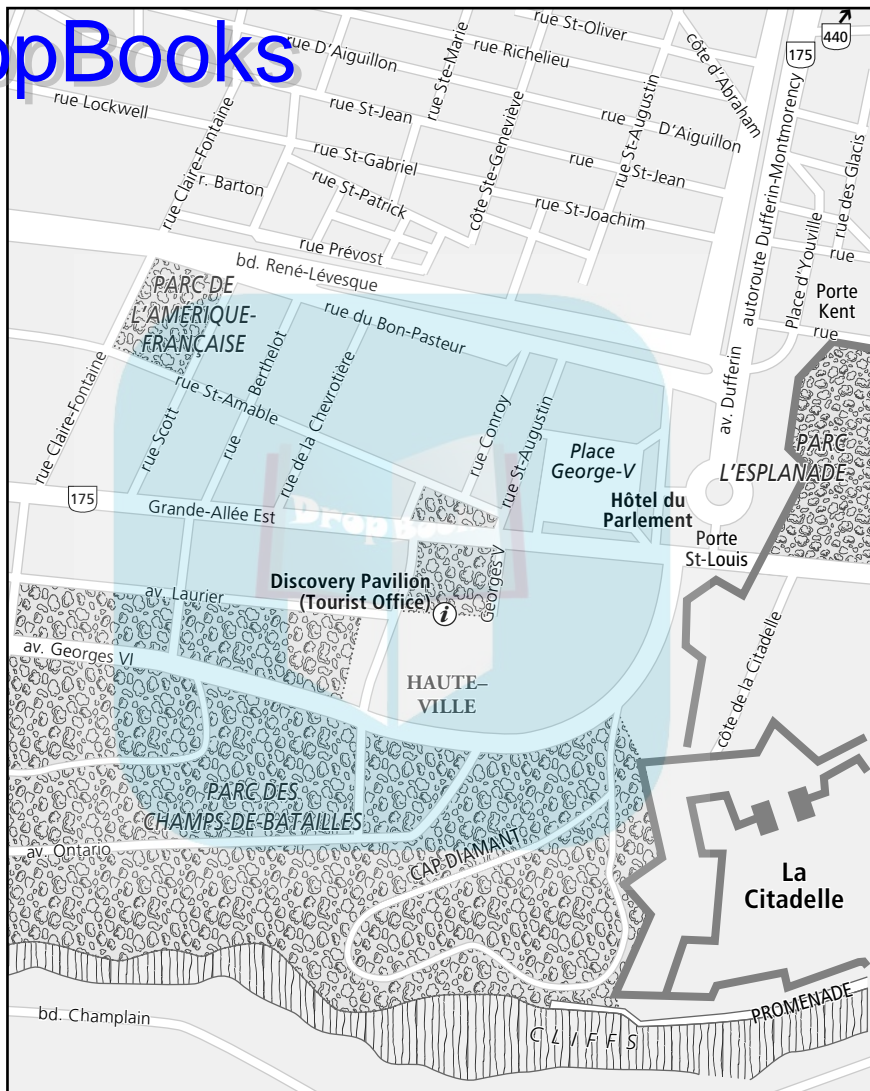 opBooks
440
175
rue St-Oliver
rue D'Aiguillon
rue Ste-Marie
rue Richelieu
côte d'Abraham
rue Lockwell
rue St-Jean
côte Ste-Geneviève
rue D'Aiguillon
rue St-Augustin
autoroute Dufferin-Montmorency
rue Claire-Fontaine
rue St-Gabriel
rue St-Jean
rue des Glacis
r. Barton
rue St-Patrick
rue St-Joachim
Place d'Youville
rue
rue Prévost
bd. René-Lévesque
Porte
Kent
rue
PARC DE
L'AMÉRIQUE-
FRANÇAISE
rue du Bon-Pasteur
rue Berthelot
rue de la Chevrotière
av. Dufferin
rue Claire-Fontaine
rue St-Amable
rue Scott
rue Conroy
rue St-Augustin
Place
George-V
PARC
L'ESPLANADE
175
Grande-Allée Est
DropBooks
Hôtel du
Parlement
Porte
St-Louis
Discovery Pavilion
(Tourist Office)
i
Georges V
av. Laurier
côte de la Citadelle
av. Georges VI
HAUTE–
VILLE
PARC DES
CHAMPS-DE-BATAILLES
av. Ontario
CAP DIAMANT
La
Citadelle
bd. Champlain
PROMENADE
CLIFFS